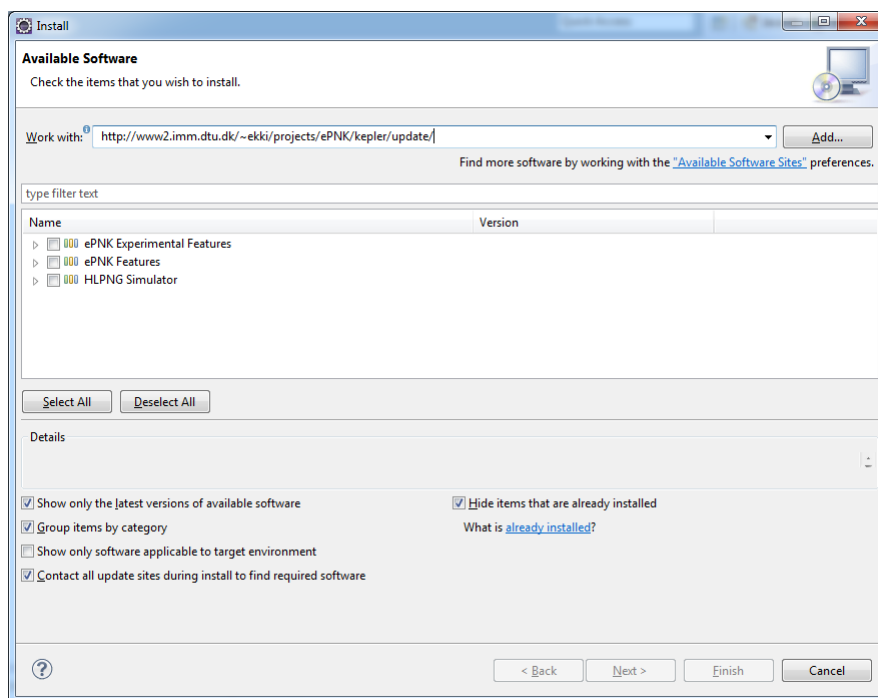 Install
Available Software
Check the items that you wish to install.
Work with: http://www2.imm.dtu.dk/~ekki/projects/ePNK/kepler/update/ Add...
Find more software by working with the "Available Software Sites" preferences.
type filter text
Name Version
ePNK Experimental Features
ePNK Features
HLPNG Simulator
Select All Deselect All
Details
Show only the latest versions of available software Hide items that are already installed
Group items by category What is already installed?
Show only software applicable to target environment
Contact all update sites during install to find required software
? < Back Next > Finish Cancel